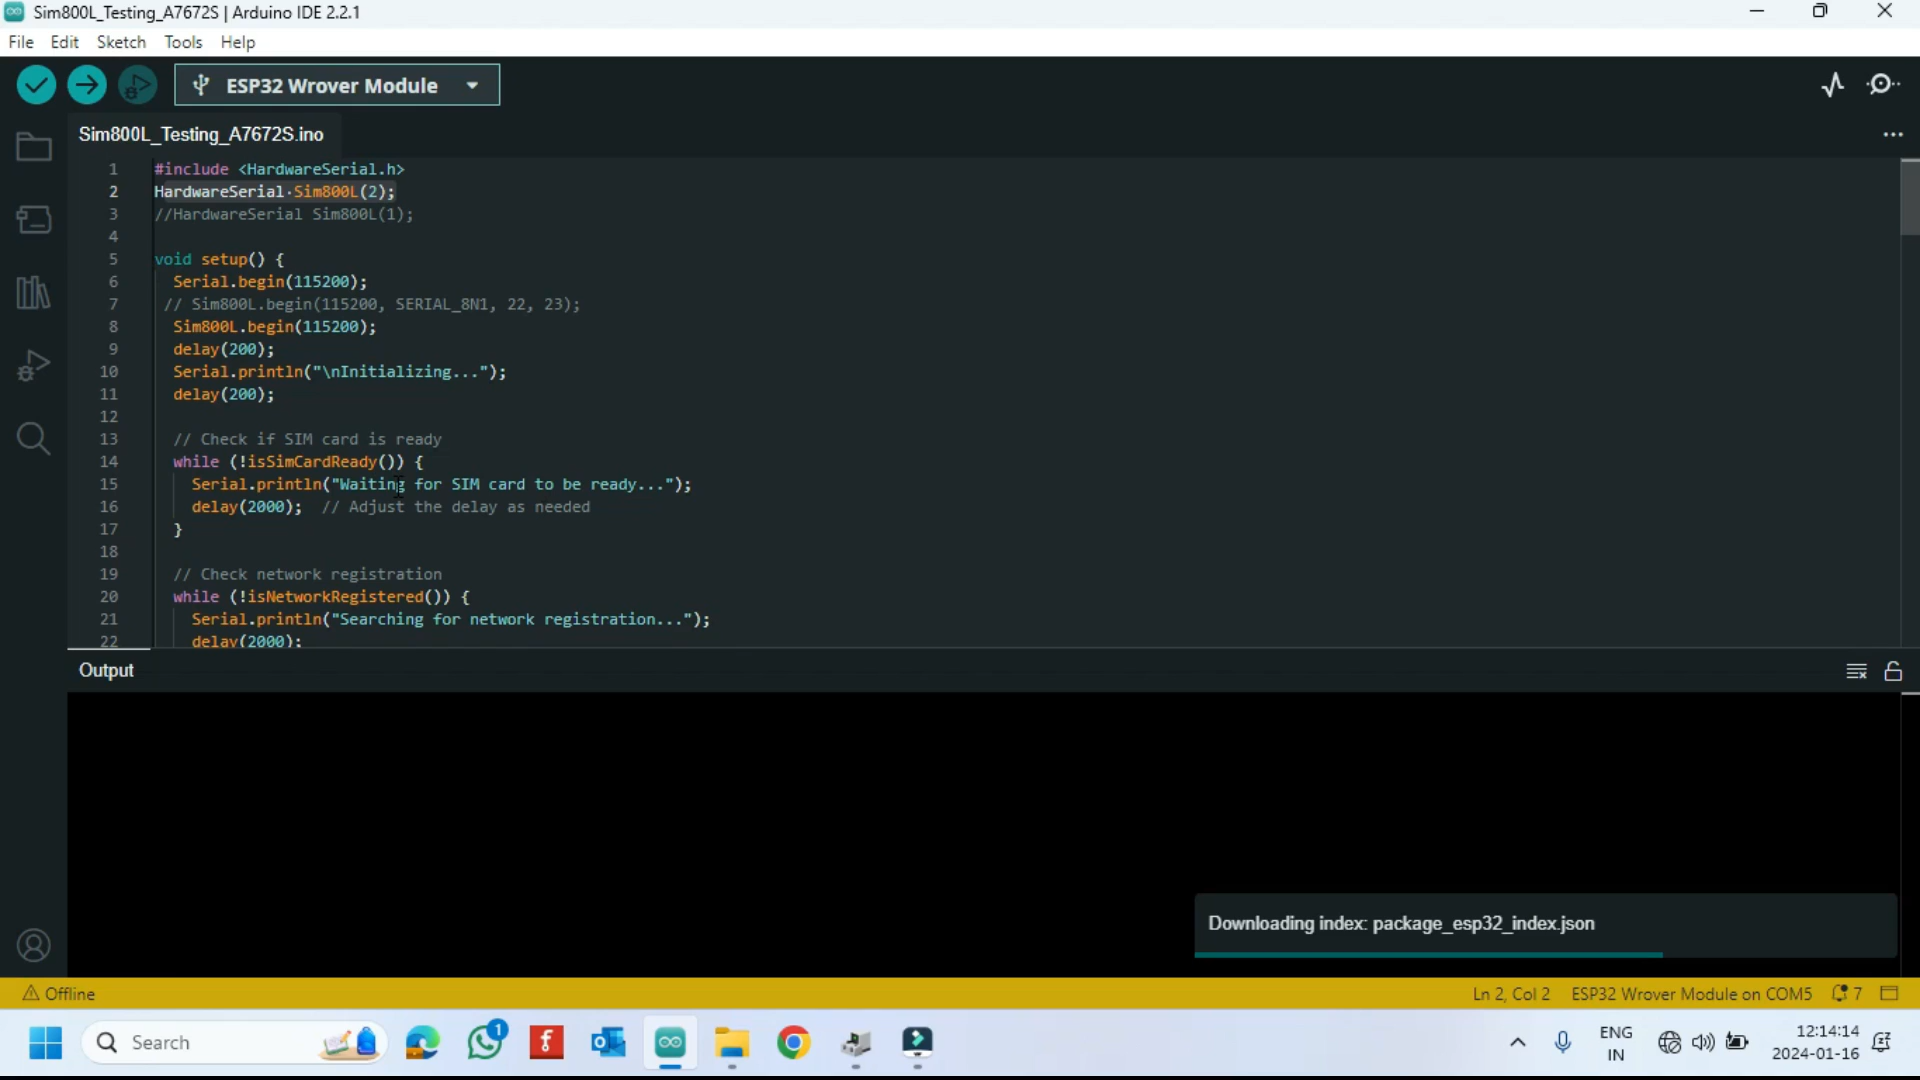 Sim800L_Testing_A7672S | Arduino IDE 2.2.1
File Edit Sketch Tools Help
ESP32 Wrover Module
Sim800L_Testing_A7672S.ino
1 #include <HardwareSerial.h>
2 HardwareSerial·Sim800L(2);
3 //HardwareSerial Sim800L(1);
4
5 void setup() {
6 Serial.begin(115200);
7 // Sim800L.begin(115200, SERIAL_8N1, 22, 23);
8 Sim800L.begin(115200);
9 delay(200);
10 Serial.println("\nInitializing...");
11 delay(200);
12
13 // Check if SIM card is ready
14 while (!isSimCardReady()) {
15 Serial.println("Waiting for SIM card to be ready...");
16 delay(2000); // Adjust the delay as needed
17 }
18
19 // Check network registration
20 while (!isNetworkRegistered()) {
21 Serial.println("Searching for network registration...");
22 delay(2000);
Output
Downloading index: package_esp32_index.json
Offline Ln 2, Col 2 ESP32 Wrover Module on COM5 7
Search 1 f ENG 12:14:14
IN 2024-01-16